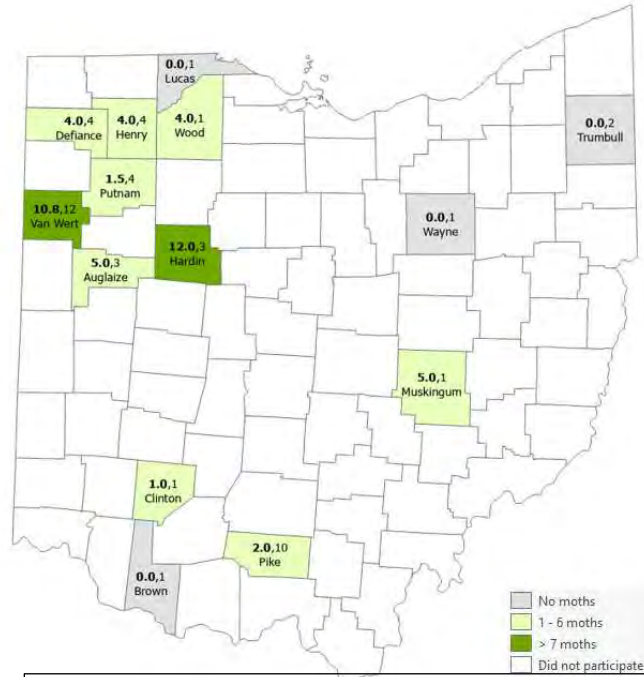 0.0,1
Lucas
4.0,4
Defiance
4.0,4
Henry
4.0,1
Wood
0.0,2
Trumbull
1.5,4
Putnam
10.8,12
Van Wert
0.0,1
Wayne
12.0,3
Hardin
5.0,3
Auglaize
5.0,1
Muskingum
1.0,1
Clinton
2.0,10
Pike
0.0,1
Brown
No moths
1 - 6 moths
> 7 moths
Did not participate